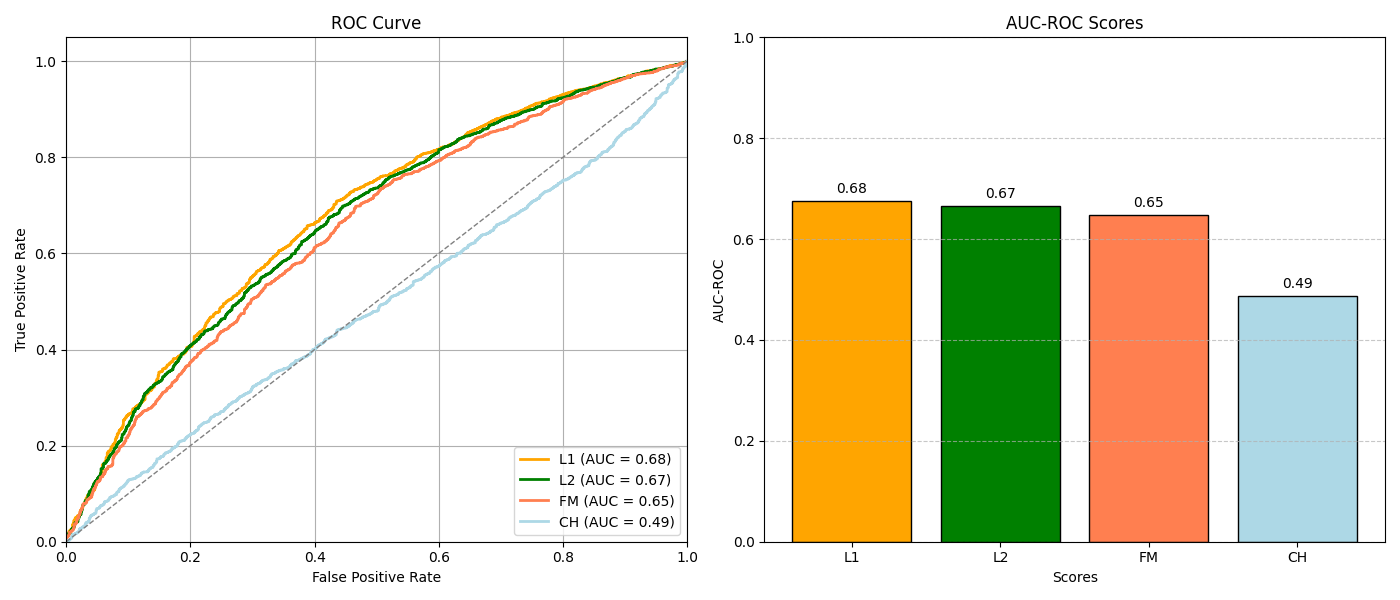 ROC Curve
True Positive Rate
1.0
0.8
0.6
0.4
0.2
0.0
0.0 0.2 0.4 0.6 0.8 1.0
False Positive Rate
L1 (AUC = 0.68)
L2 (AUC = 0.67)
FM (AUC = 0.65)
CH (AUC = 0.49)
AUC-ROC Scores
AUC-ROC
1.0
0.8
0.6
0.4
0.2
0.0
0.68
0.67
0.65
0.49
L1 L2 FM CH
Scores